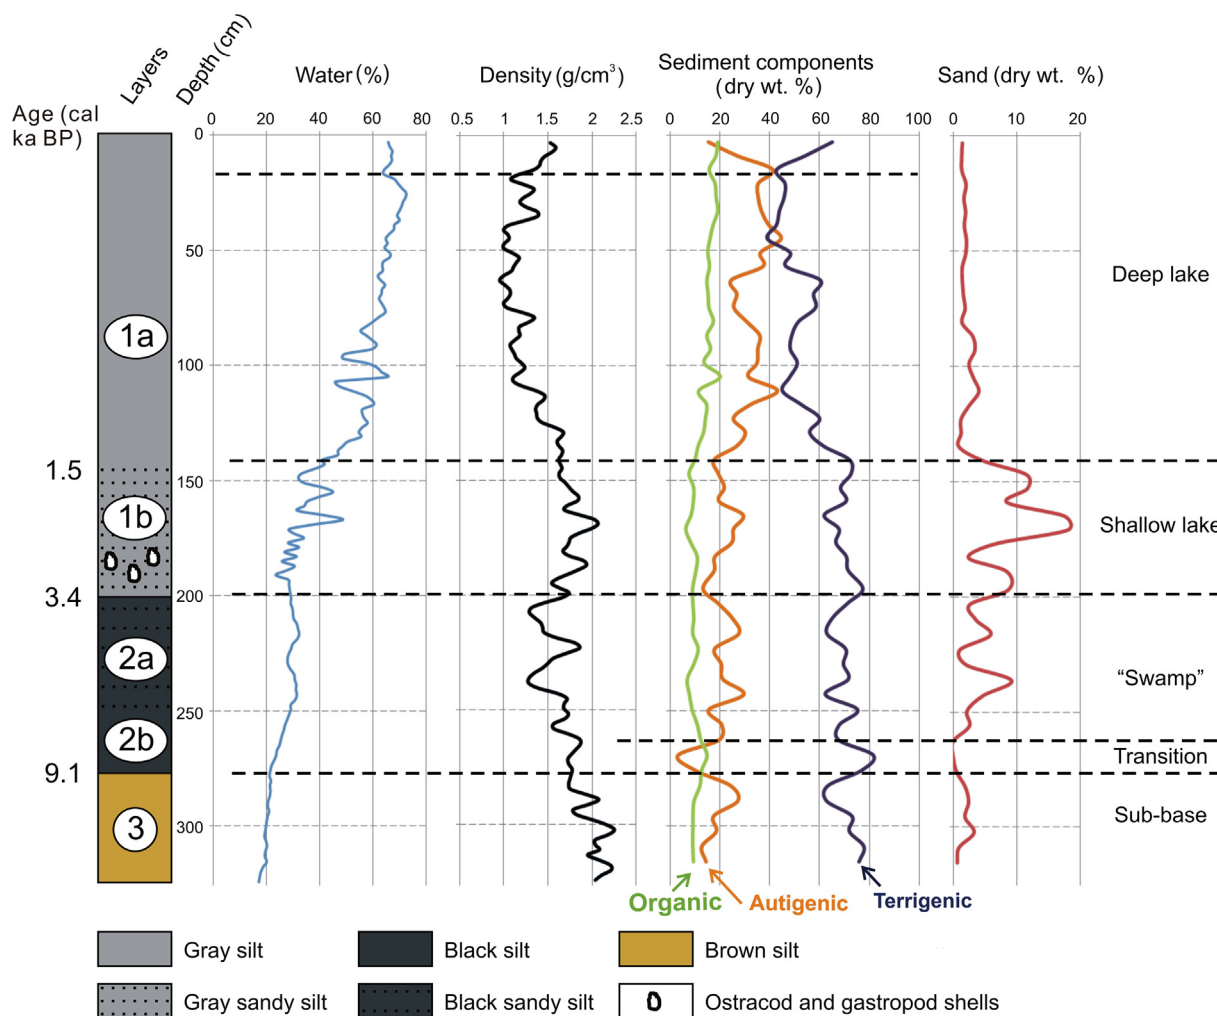 Age (cal
ka BP)
Layers
Depth (cm)
Water (%)
Density (g/cm³)
Sediment components
(dry wt. %)
Sand (dry wt. %)
0 20 40 60 80
0.5 1 1.5 2 2.5
0 20 40 60 80 100
0 10 20
0
50
100
150
200
250
300
1.5
3.4
9.1
1a
1b
2a
2b
3
Deep lake
Shallow lake
“Swamp”
Transition
Sub-base
Organic
Autigenic
Terrigenic
Gray silt
Black silt
Brown silt
Gray sandy silt
Black sandy silt
Ostracod and gastropod shells